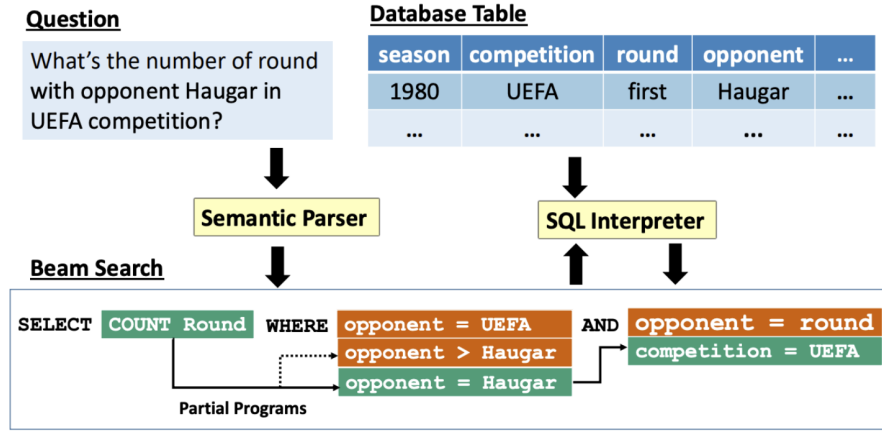 Question
What's the number of round
with opponent Haugar in
UEFA competition?
Database Table
season competition round opponent ...
1980 UEFA first Haugar ...
... ... ... ... ...
Semantic Parser
SQL Interpreter
Beam Search
SELECT COUNT Round WHERE opponent = UEFA AND opponent = round
opponent > Haugar competition = UEFA
opponent = Haugar
Partial Programs